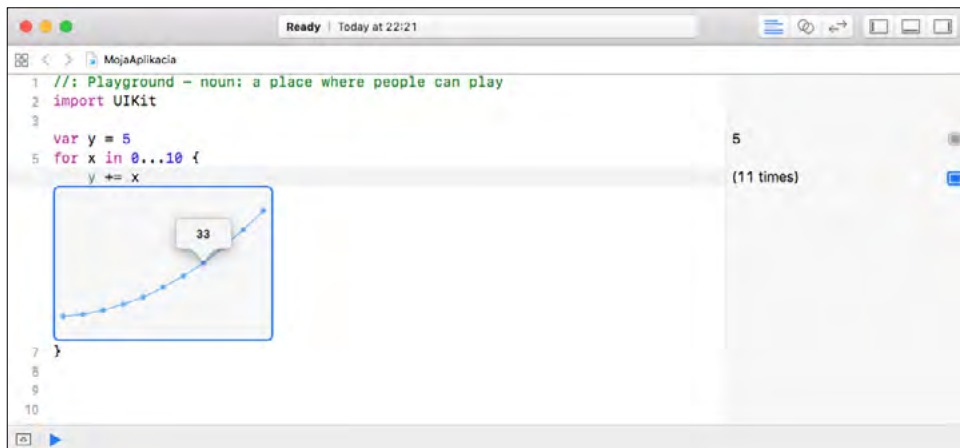 Ready | Today at 22:21
MojaAplikacia
1 //: Playground – noun: a place where people can play
2 import UIKit
3
var y = 5 5
5 for x in 0...10 {
y += x (11 times)
33
7 }
8
9
10